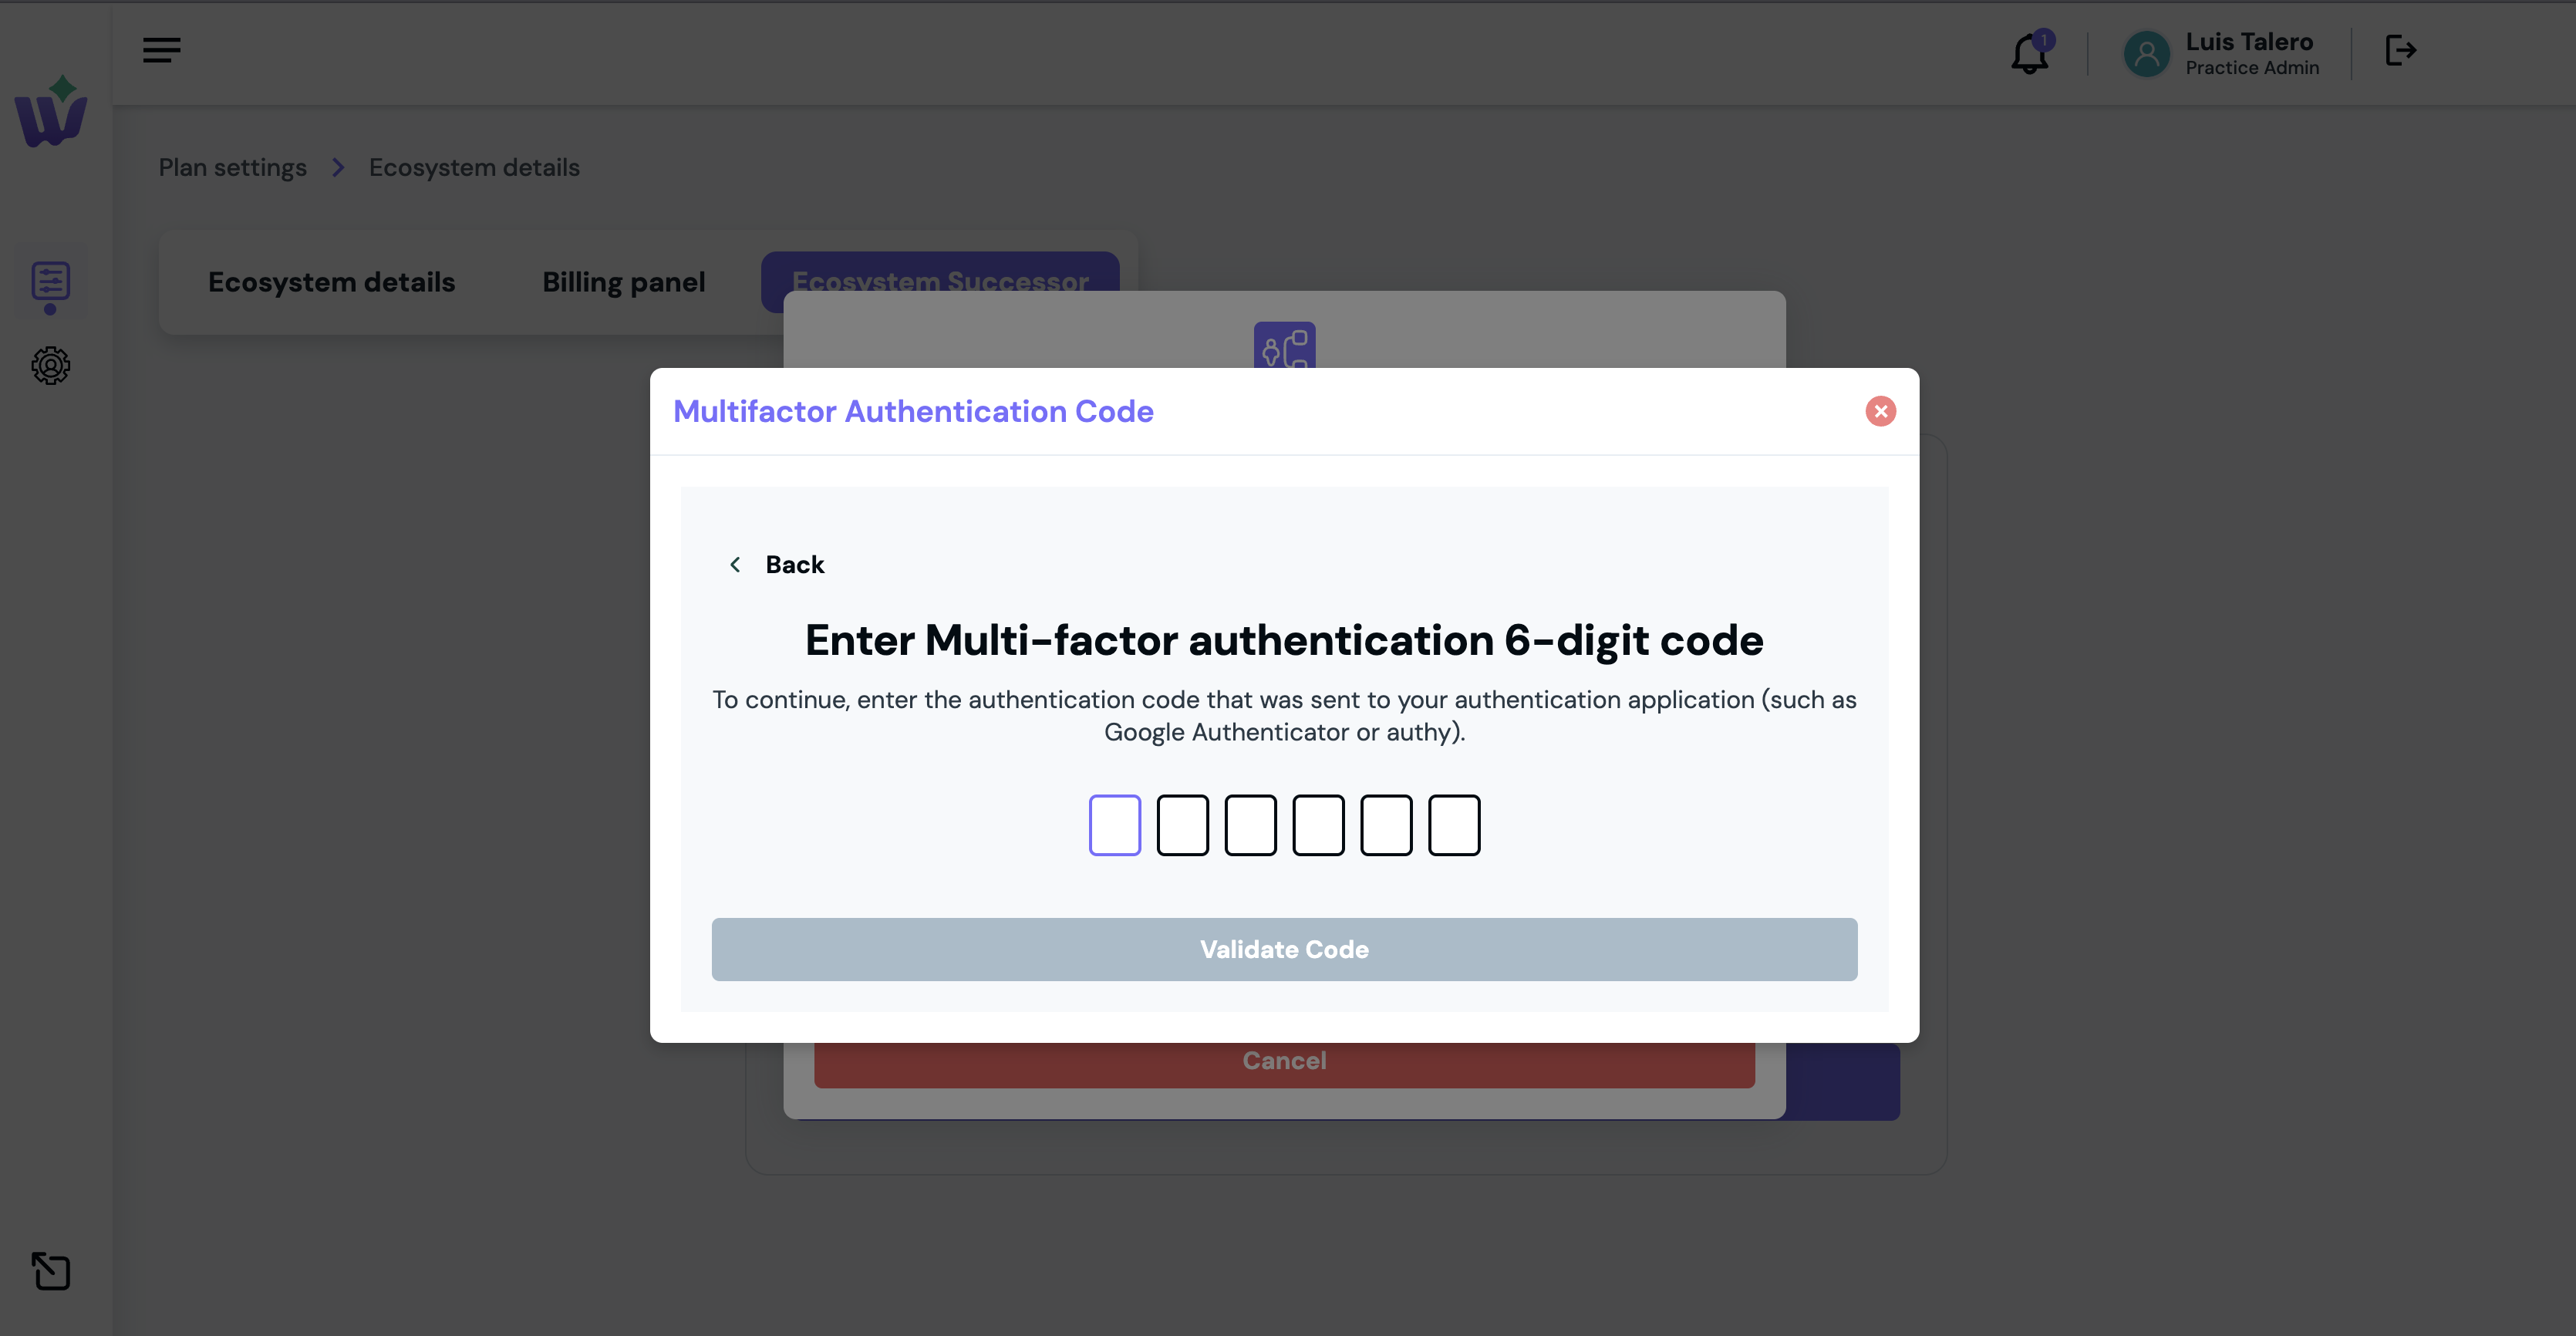 1
Luis Talero
Practice Admin
Plan settings
Ecosystem details
Ecosystem details
Billing panel
Ecosystem Successor
Multifactor Authentication Code
Back
Enter Multi-factor authentication 6-digit code
To continue, enter the authentication code that was sent to your authentication application (such as
Google Authenticator or authy).
Validate Code
Cancel